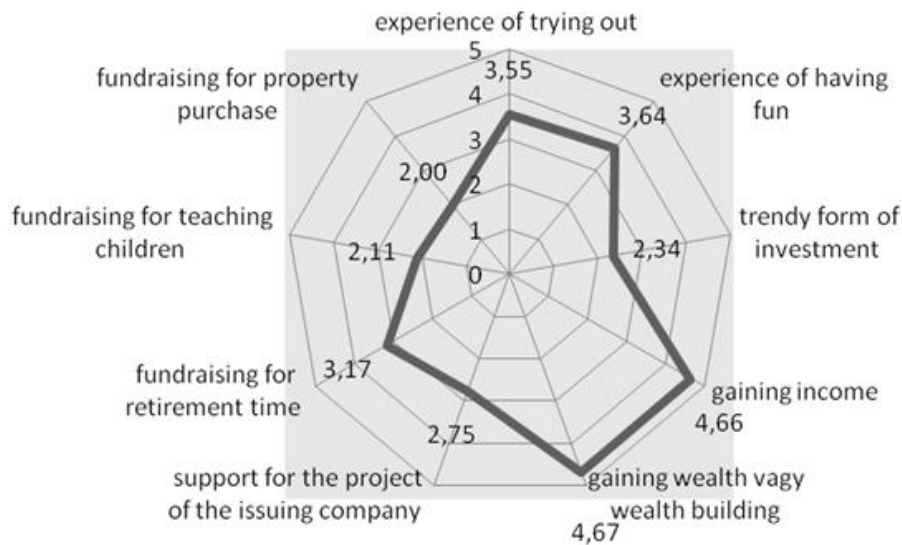 experience of trying out
5
3,55
experience of having
fun
3,64
4
fundraising for property
purchase
3
2,00
2
fundraising for teaching
children
2,11
1
0
trendy form of
investment
2,34
fundraising for
retirement time
3,17
gaining income
4,66
2,75
support for the project
of the issuing company
gaining wealth vagy
wealth building
4,67